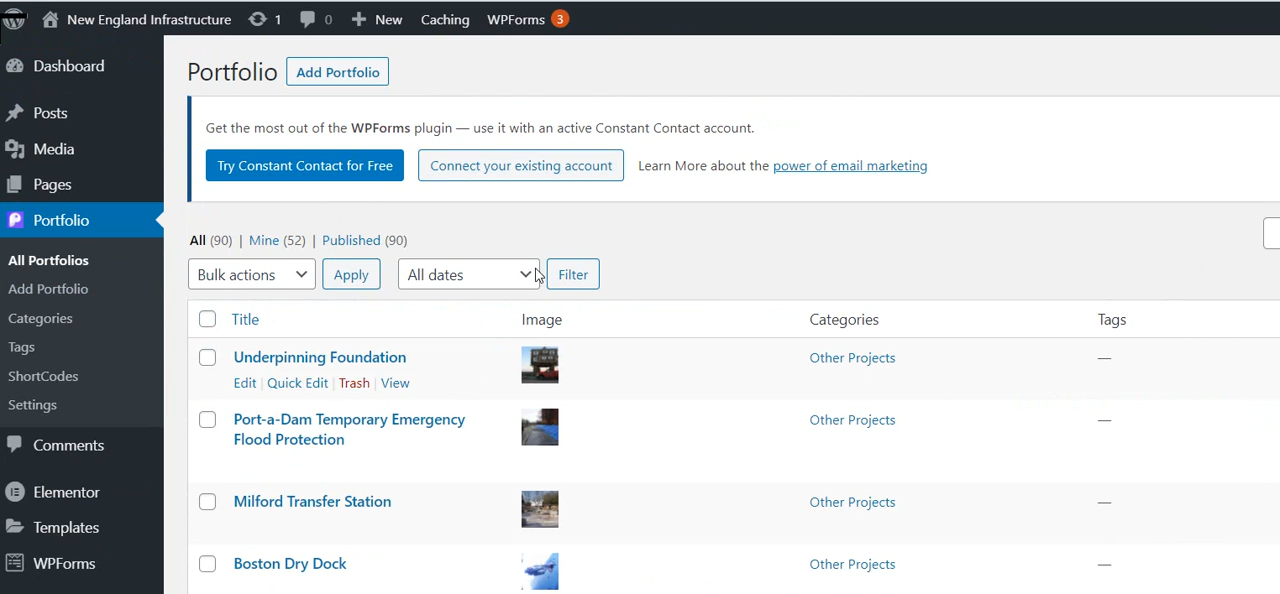 New England Infrastructure 1 0 New Caching WPForms 3
Dashboard
Posts
Media
Pages
Portfolio
All Portfolios
Add Portfolio
Categories
Tags
ShortCodes
Settings
Comments
Elementor
Templates
WPForms
Portfolio Add Portfolio
Get the most out of the WPForms plugin — use it with an active Constant Contact account.
Try Constant Contact for Free Connect your existing account Learn More about the power of email marketing
All (90) | Mine (52) | Published (90)
Bulk actions Apply All dates Filter
Title Image Categories Tags
Underpinning Foundation Other Projects —
Edit | Quick Edit | Trash | View
Port-a-Dam Temporary Emergency Other Projects —
Flood Protection
Milford Transfer Station Other Projects —
Boston Dry Dock Other Projects —